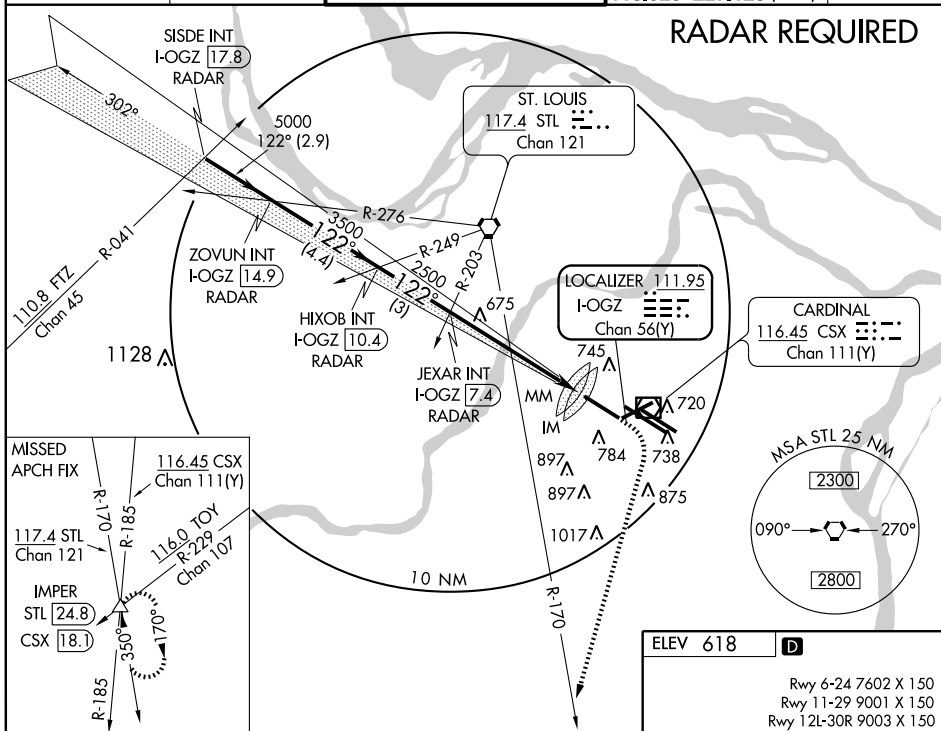 RADAR REQUIRED
SISDE INT
I-OGZ 17.8
RADAR
302°
5000
122° (2.9)
ST. LOUIS
117.4 STL
Chan 121
R-276
R-041
3500
R-249
122°
(4.4)
2500
R-203
ZOVUN INT
I-OGZ 14.9
RADAR
110.8 FTZ
Chan 45
122°
(3)
675
LOCALIZER 111.95
I-OGZ
Chan 56(Y)
CARDINAL
116.45 CSX
Chan 111(Y)
HIXOB INT
I-OGZ 10.4
RADAR
1128
745
JEXAR INT
I-OGZ 7.4
RADAR
MM
IM
720
784
738
897
897
875
1017
MISSED
APCH FIX
116.45 CSX
Chan 111(Y)
R-170
R-185
117.4 STL
Chan 121
116.0 TOY
R-229
Chan 107
IMPER
STL 24.8
CSX 18.1
350°
170°
R-185
10 NM
R-170
MSA STL 25 NM
2300
090°
270°
2800
ELEV 618
D
Rwy 6-24 7602 X 150
Rwy 11-29 9001 X 150
Rwy 12L-30R 9003 X 150